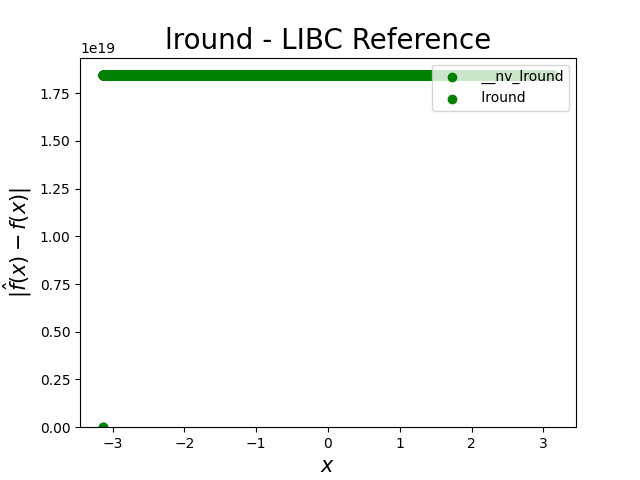 lround - LIBC Reference
1e19
1.75
1.50
1.25
1.00
0.75
0.50
0.25
0.00
|f̂(x) − f(x)|
__nv_lround
lround
−3 −2 −1 0 1 2 3
x